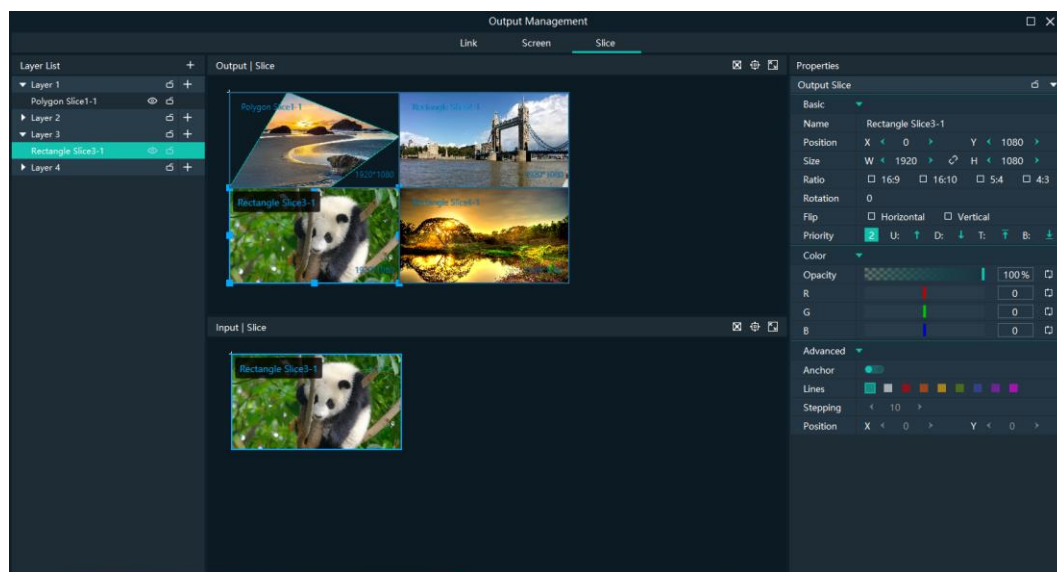 Output Management
Link Screen Slice
Layer List
Layer 1
Polygon Slice1-1
Layer 2
Layer 3
Rectangle Slice3-1
Layer 4
Output | Slice
Polygon Slice1-1
1920*1080
Rectangle Slice3-1
Input | Slice
Rectangle Slice3-1
Properties
Output Slice
Basic
Name Rectangle Slice3-1
Position X 0 Y 1080
Size W 1920 H 1080
Ratio 16:9 16:10 5:4 4:3
Rotation 0
Flip Horizontal Vertical
Priority 2 U: D: T: B:
Color
Opacity 100%
R 0
G 0
B 0
Advanced
Anchor
Lines
Stepping 10
Position X 0 Y 0